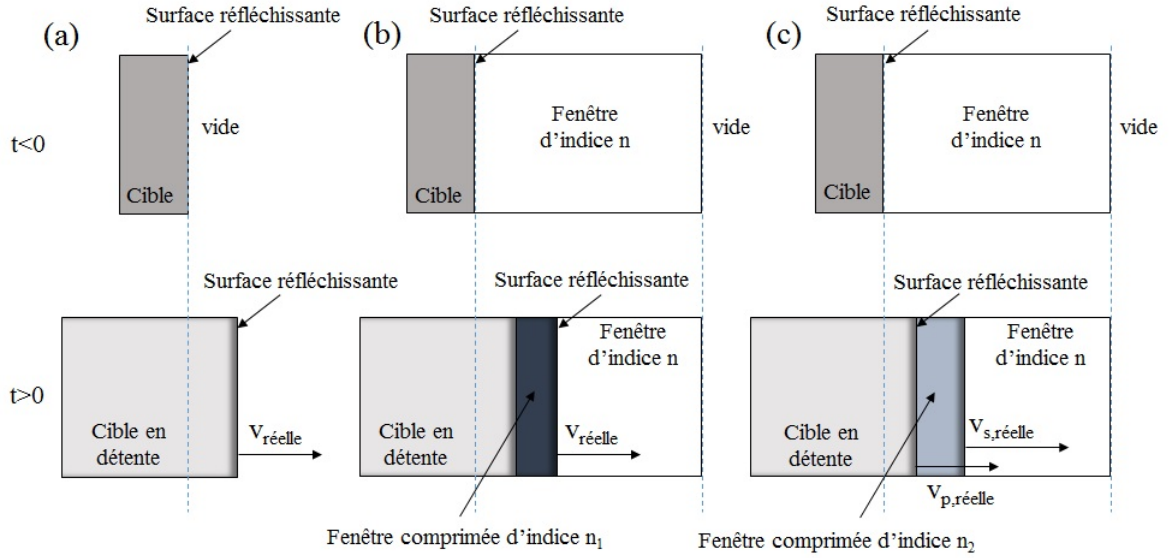 Surface réfléchissante
Surface réfléchissante
Surface réfléchissante
(a)
(b)
(c)
t<0
vide
Fenêtre
d'indice n
vide
Fenêtre
d'indice n
vide
Cible
Cible
Cible
Surface réfléchissante
Surface réfléchissante
Surface réfléchissante
t>0
Cible en
détente
Vréelle
Cible en
détente
Fenêtre
d'indice n
Vréelle
Cible en
détente
Fenêtre
d'indice n
Vs,réelle
Vp,réelle
Fenêtre comprimée d'indice n1
Fenêtre comprimée d'indice n2